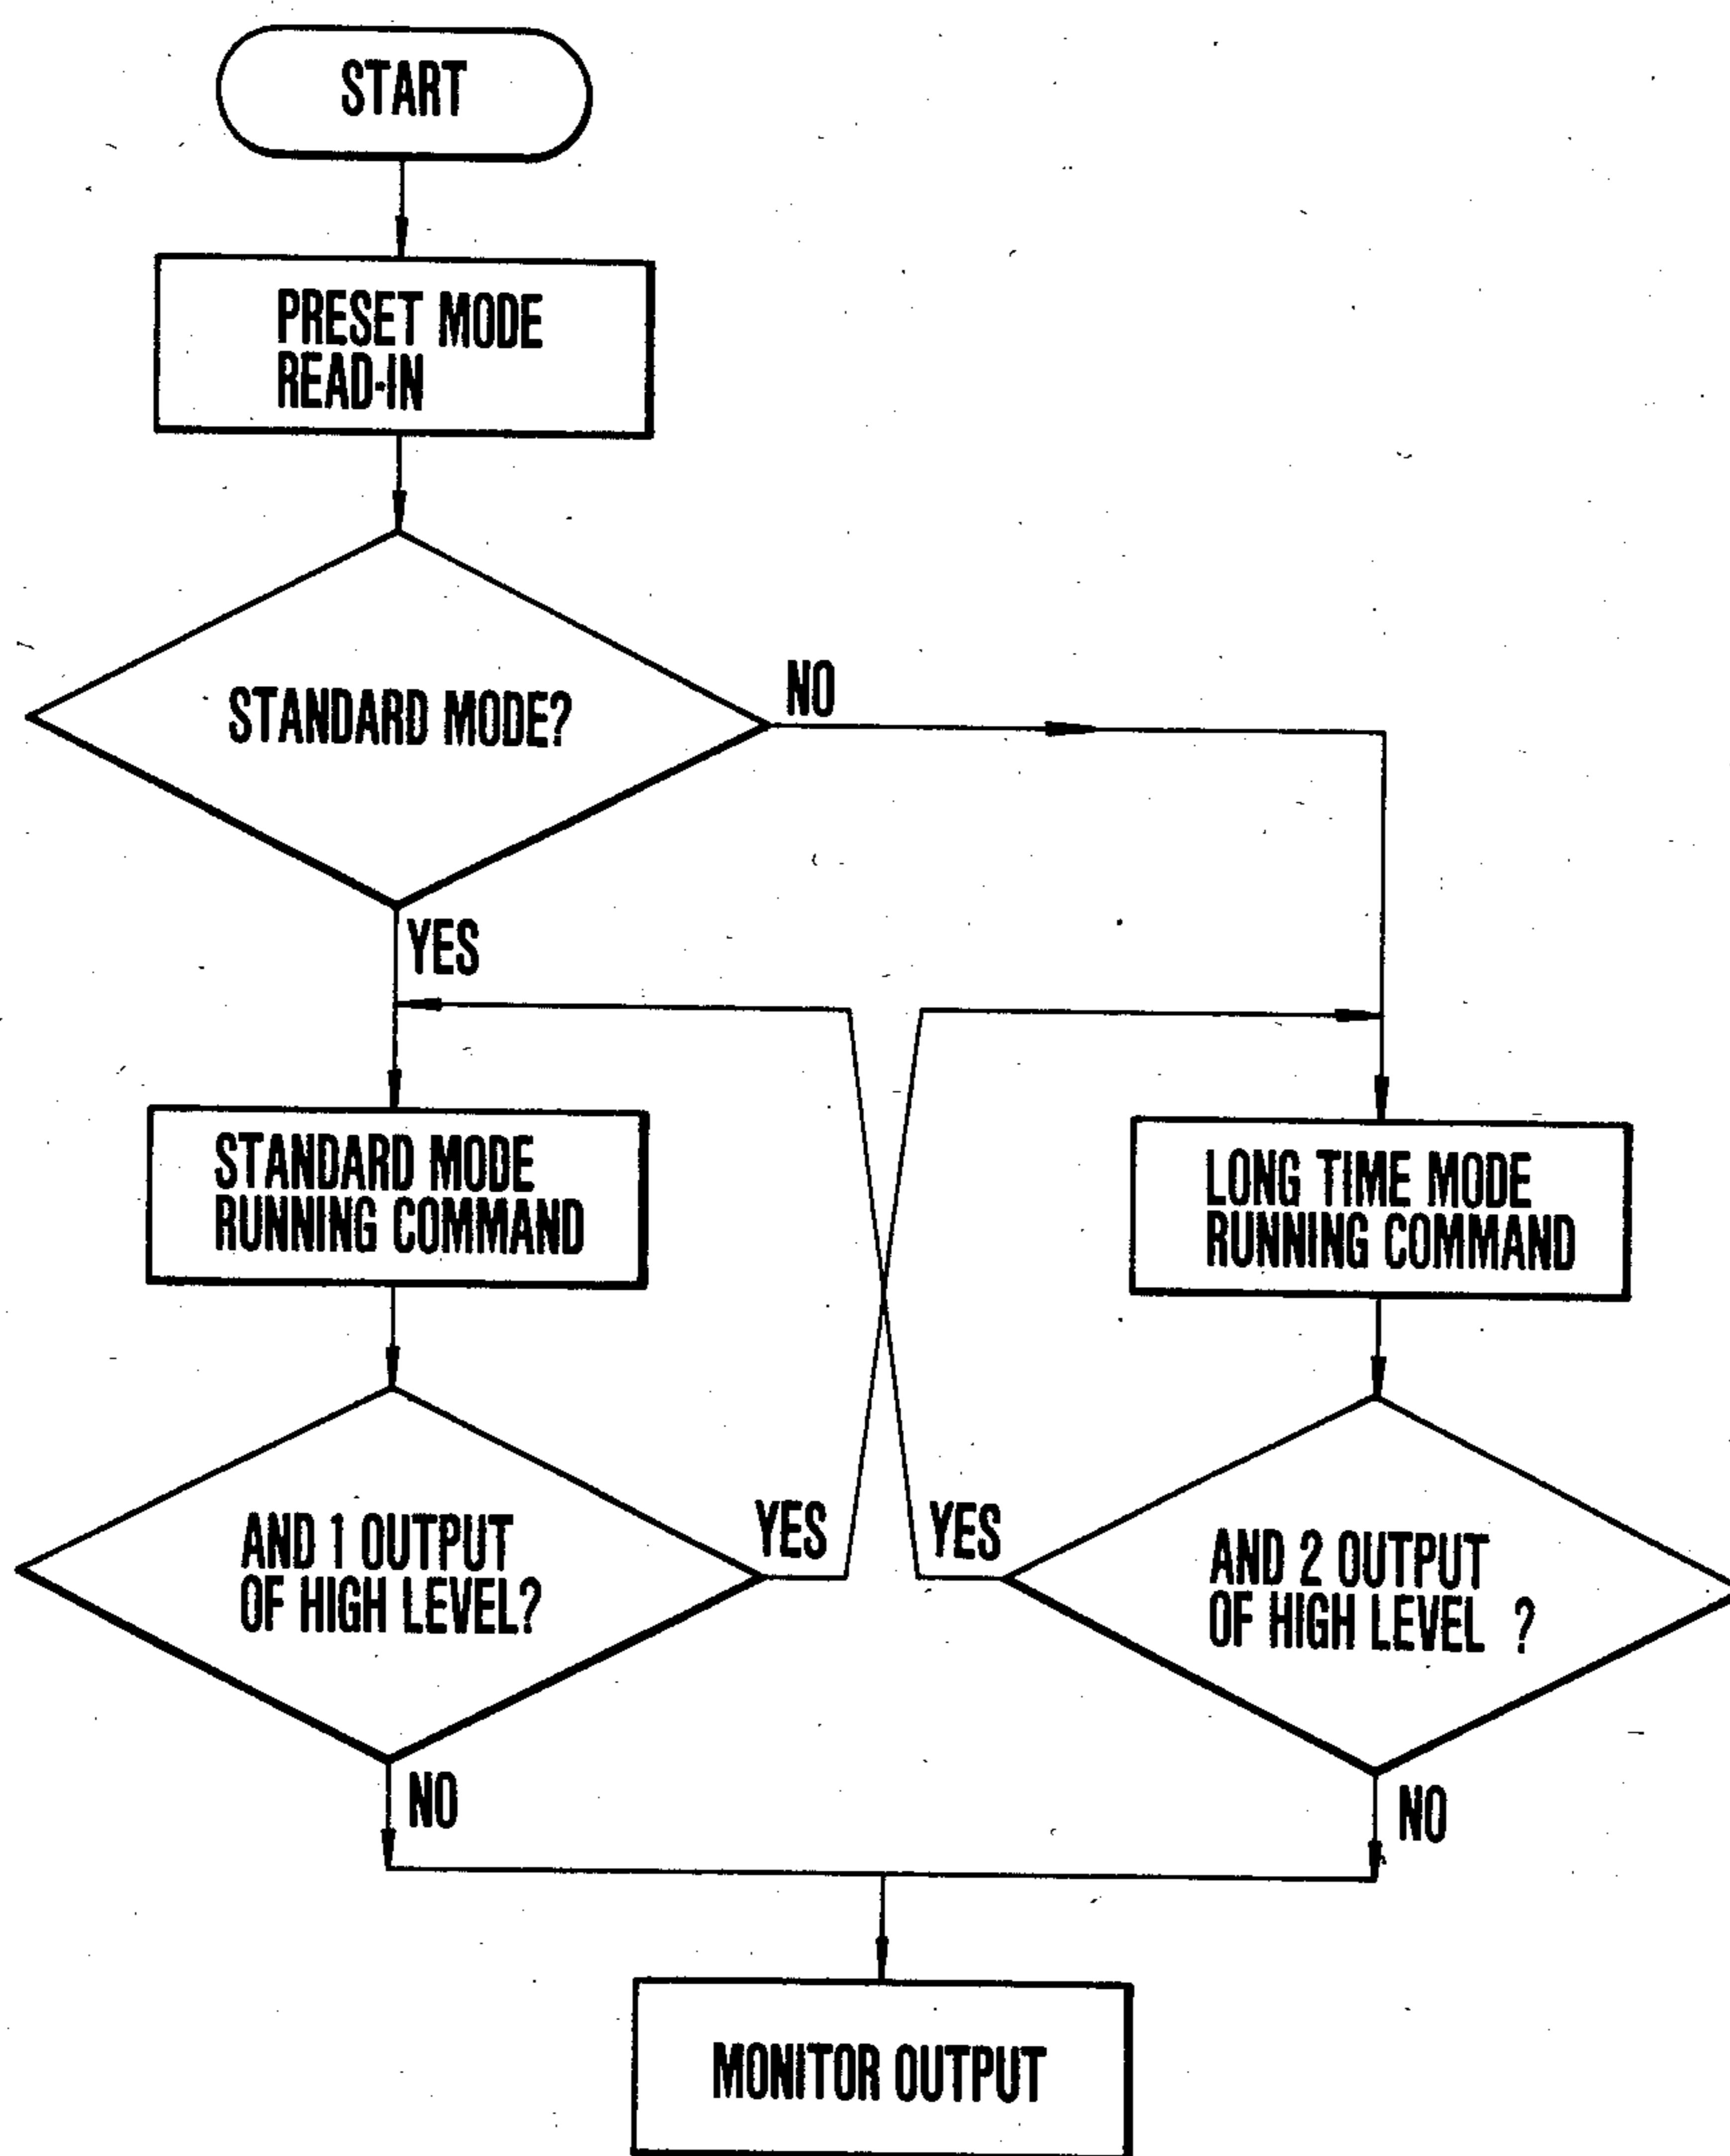 START
PRESET MODE
READ-IN
STANDARD MODE?
NO
YES
STANDARD MODE
RUNNING COMMAND
LONG TIME MODE
RUNNING COMMAND
AND 1 OUTPUT
OF HIGH LEVEL?
YES
YES
AND 2 OUTPUT
OF HIGH LEVEL ?
NO
NO
MONITOR OUTPUT